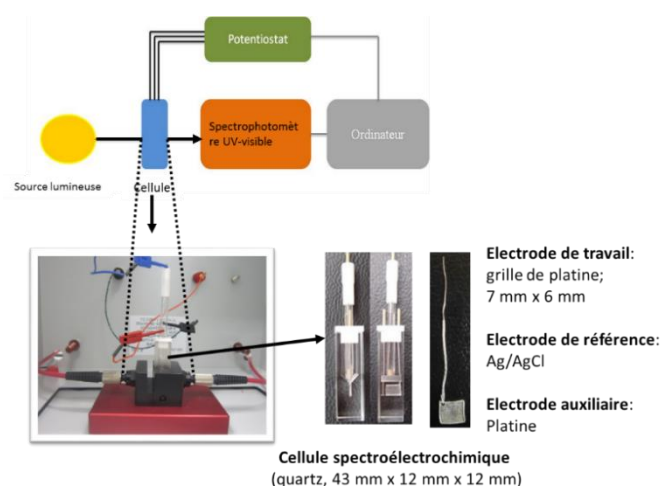 Potentiostat
Spectrophotomèt
re UV-visible
Ordinateur
Source lumineuse
Cellule
Electrode de travail:
grille de platine;
7 mm x 6 mm
Electrode de référence:
Ag/AgCl
Electrode auxiliaire:
Platine
Cellule spectroélectrochimique
(quartz, 43 mm x 12 mm x 12 mm)